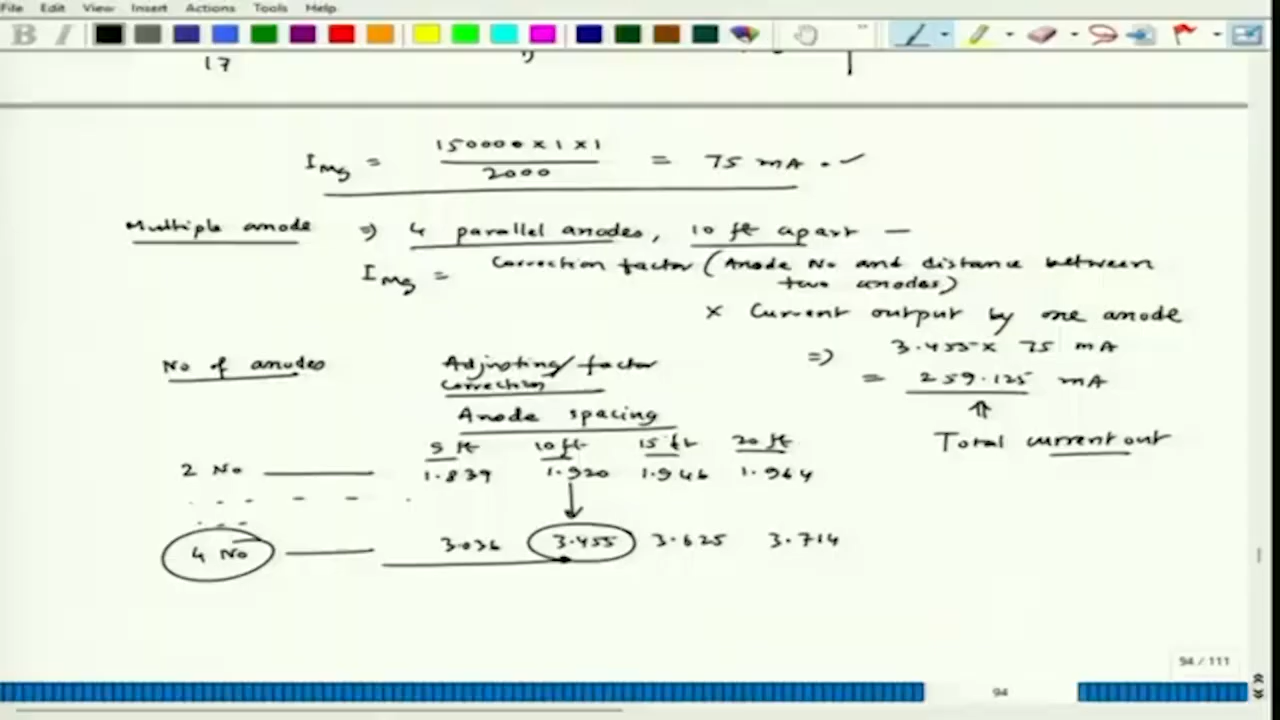 File Edit View Insert Actions Tools Help
17
I_Mg = 150000 x 1 x 1 / 2000 = 75 mA.
Multiple anode ⇒ 4 parallel anodes, 10 ft apart —
I_Mg = Correction factor (Anode No and distance between
two anodes)
x Current output by one anode
⇒ 3.455 x 75 mA
= 259.125 mA
Total current out
No of anodes Adjusting/factor
Correction
Anode spacing
5 ft 10 ft 15 ft 20 ft
2 No 1.839 1.920 1.946 1.964
4 No 3.036 3.455 3.625 3.714
94 / 111
94